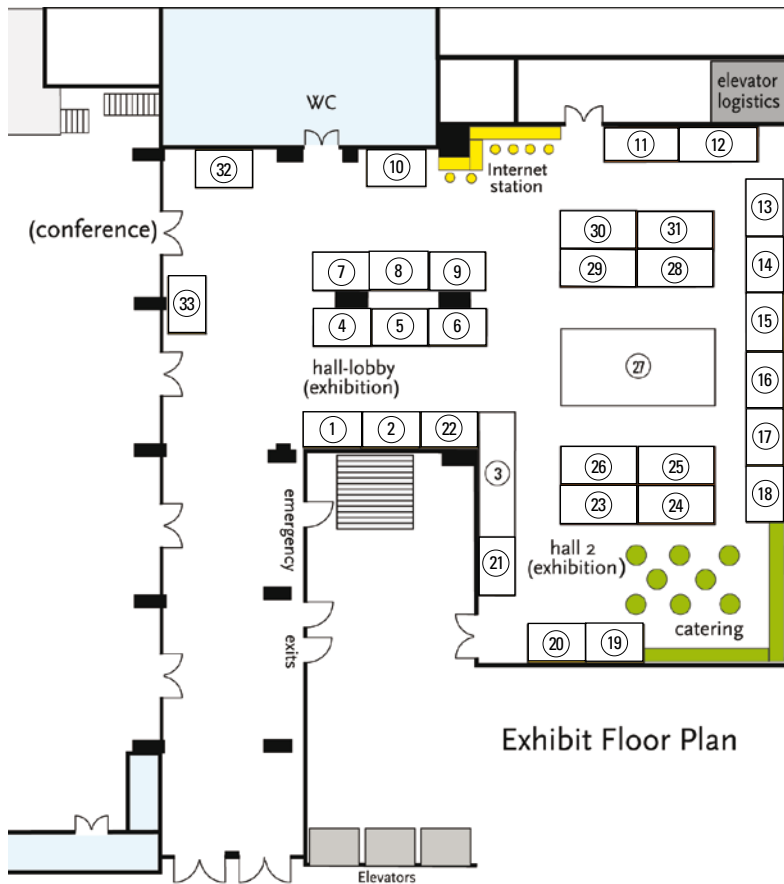 elevator
logistics
WC
11
12
32
10
Internet
station
13
(conference)
30
31
14
7
8
9
29
28
33
4
5
6
15
hall-lobby
(exhibition)
27
16
1
2
22
17
3
26
25
18
emergency
23
24
21
hall 2
(exhibition)
exits
catering
20
19
Exhibit Floor Plan
Elevators